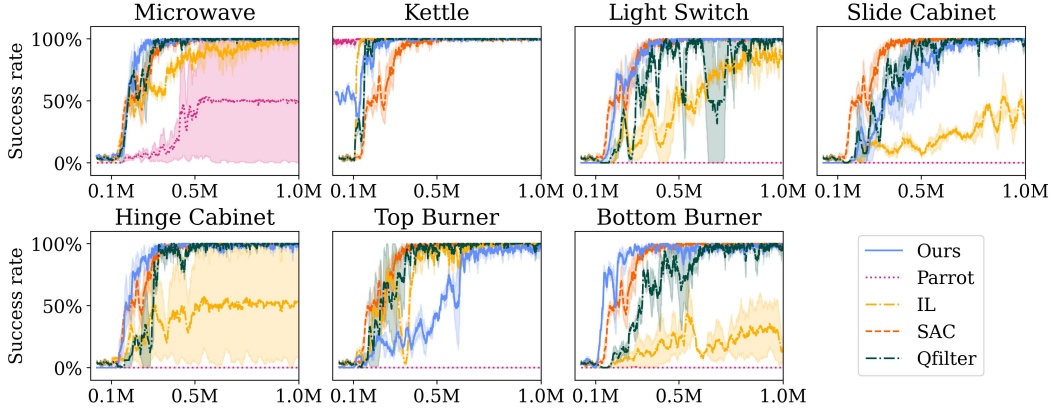 Microwave
Kettle
Light Switch
Slide Cabinet
Success rate
100%
50%
0%
0.1M 0.5M 1.0M
0.1M 0.5M 1.0M
0.1M 0.5M 1.0M
0.1M 0.5M 1.0M
Hinge Cabinet
Top Burner
Bottom Burner
Success rate
100%
50%
0%
0.1M 0.5M 1.0M
0.1M 0.5M 1.0M
0.1M 0.5M 1.0M
Ours
Parrot
IL
SAC
Qfilter